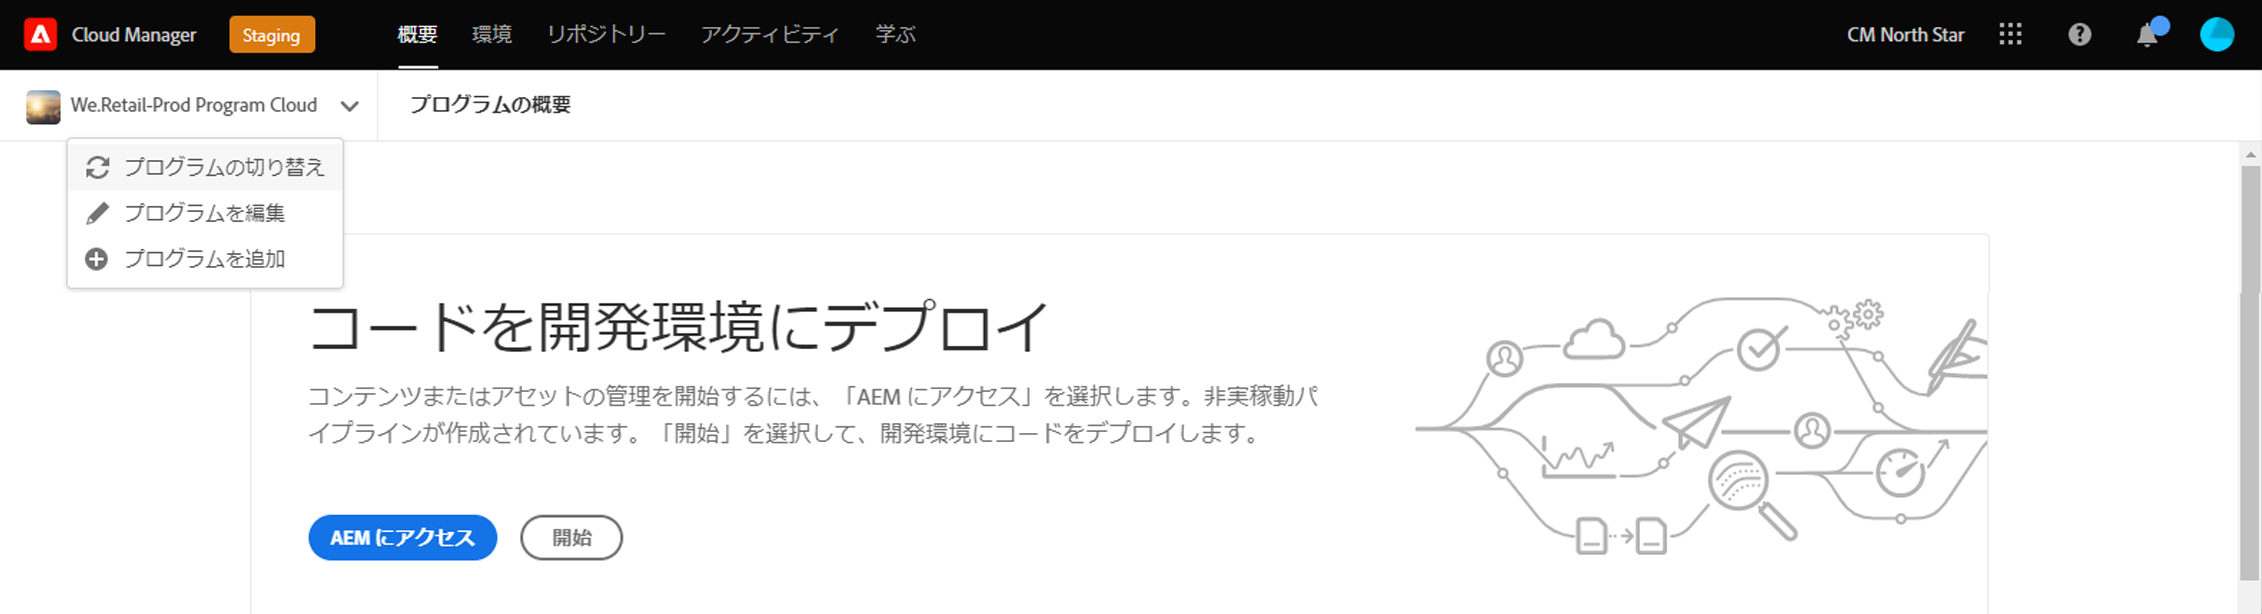 Cloud Manager
Staging
概要
環境
リポジトリー
アクティビティ
学ぶ
CM North Star
We.Retail-Prod Program Cloud
プログラムの概要
プログラムの切り替え
プログラムを編集
プログラムを追加
コードを開発環境にデプロイ
コンテンツまたはアセットの管理を開始するには、「AEM にアクセス」を選択します。非実稼動パ
イプラインが作成されています。「開始」を選択して、開発環境にコードをデプロイします。
AEM にアクセス
開始